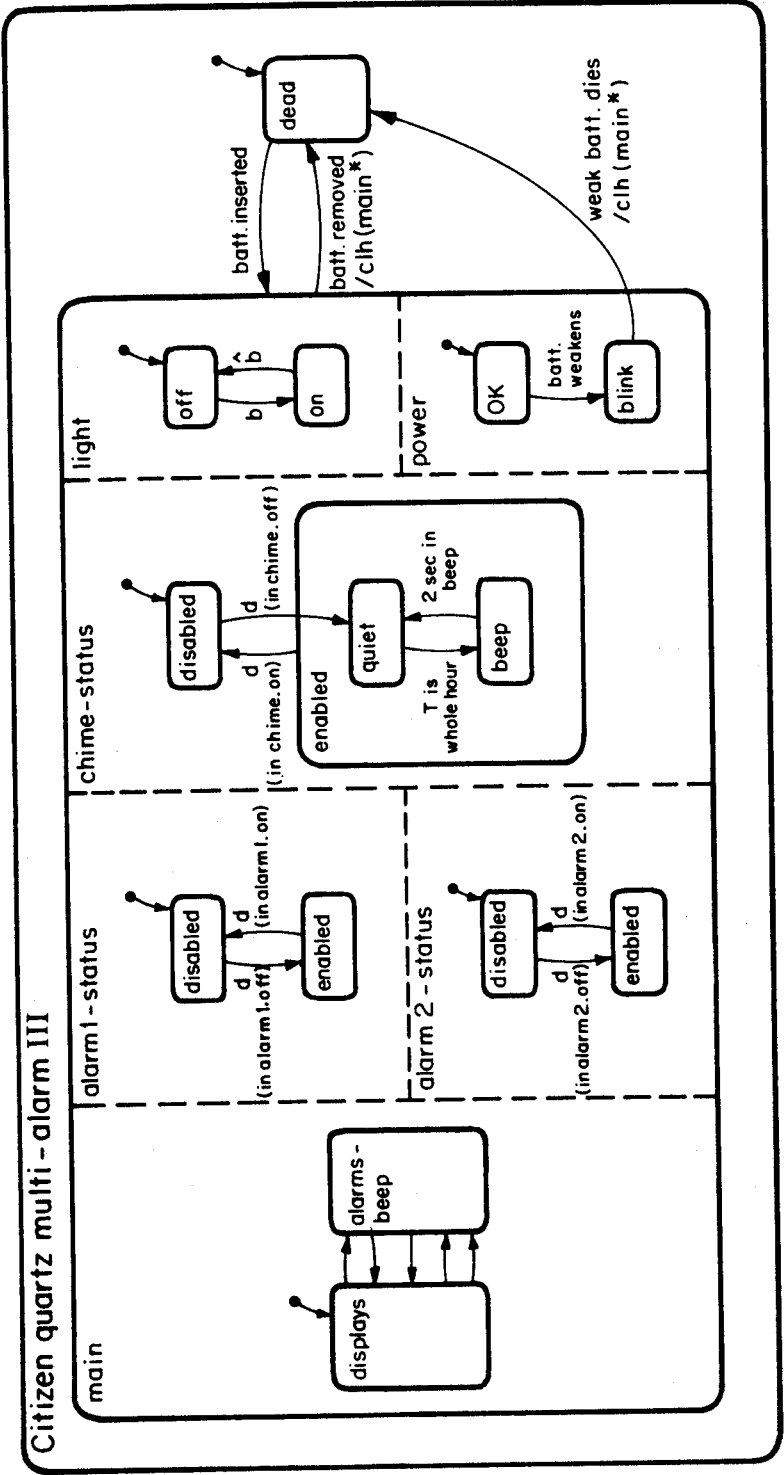 Citizen quartz multi-alarm III
main
displays
alarms-
beep
alarm1-status
disabled
d
(in alarm1.off)
d
(in alarm1.on)
enabled
alarm 2-status
disabled
d
(in alarm2.off)
d
(in alarm2.on)
enabled
chime-status
disabled
d
(in chime.on)
d
(in chime.off)
enabled
quiet
T is
whole hour
2 sec in
beep
beep
light
off
b
b̂
on
power
OK
batt.
weakens
blink
batt. inserted
batt. removed
/clh (main*)
dead
weak batt. dies
/clh (main*)